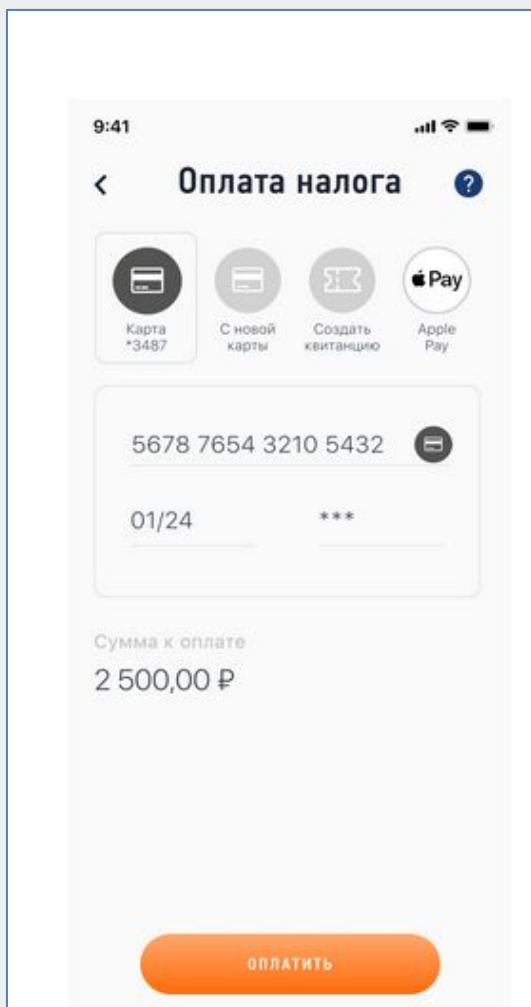 9:41
Оплата налога ?
Карта
*3487
С новой
карты
Создать
квитанцию
Pay
Apple
Pay
5678 7654 3210 5432
01/24 ***
Сумма к оплате
2 500,00 ₽
ОПЛАТИТЬ